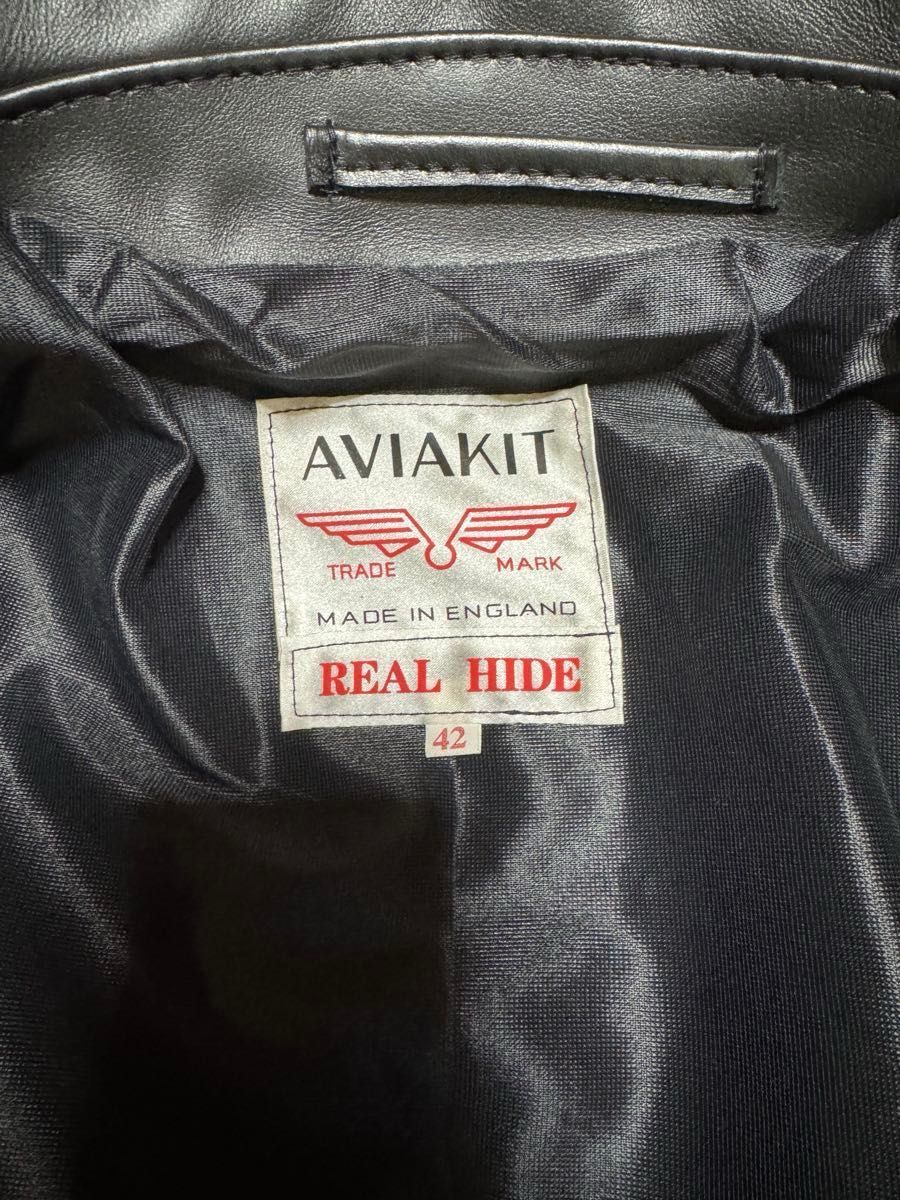 AVIAKIT
TRADE MARK
MADE IN ENGLAND
REAL HIDE
42